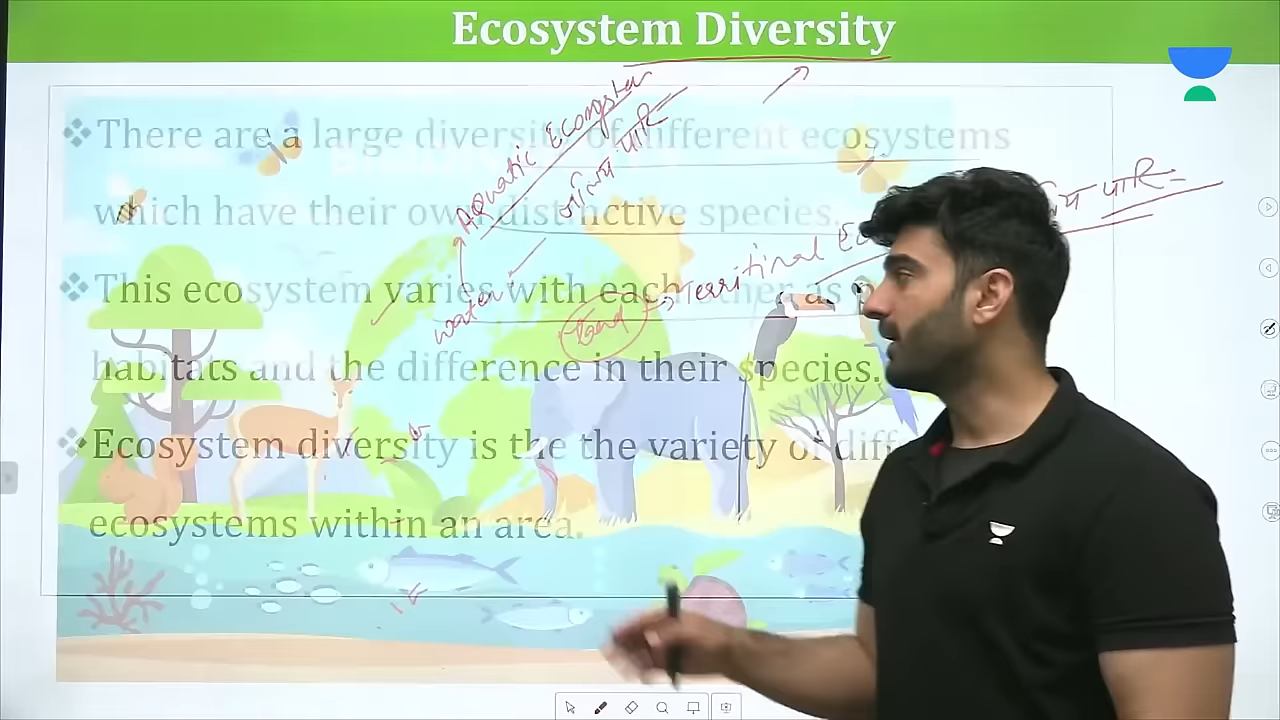 Ecosystem Diversity
❖ There are a large diversity of different ecosystems
which have their own distinctive species.
❖ This ecosystem varies with each other as p
habitats and the difference in their species.
❖ Ecosystem diversity is the the variety of diff
ecosystems within an area.
Aquatic Ecosystem
water
Territinal Ec